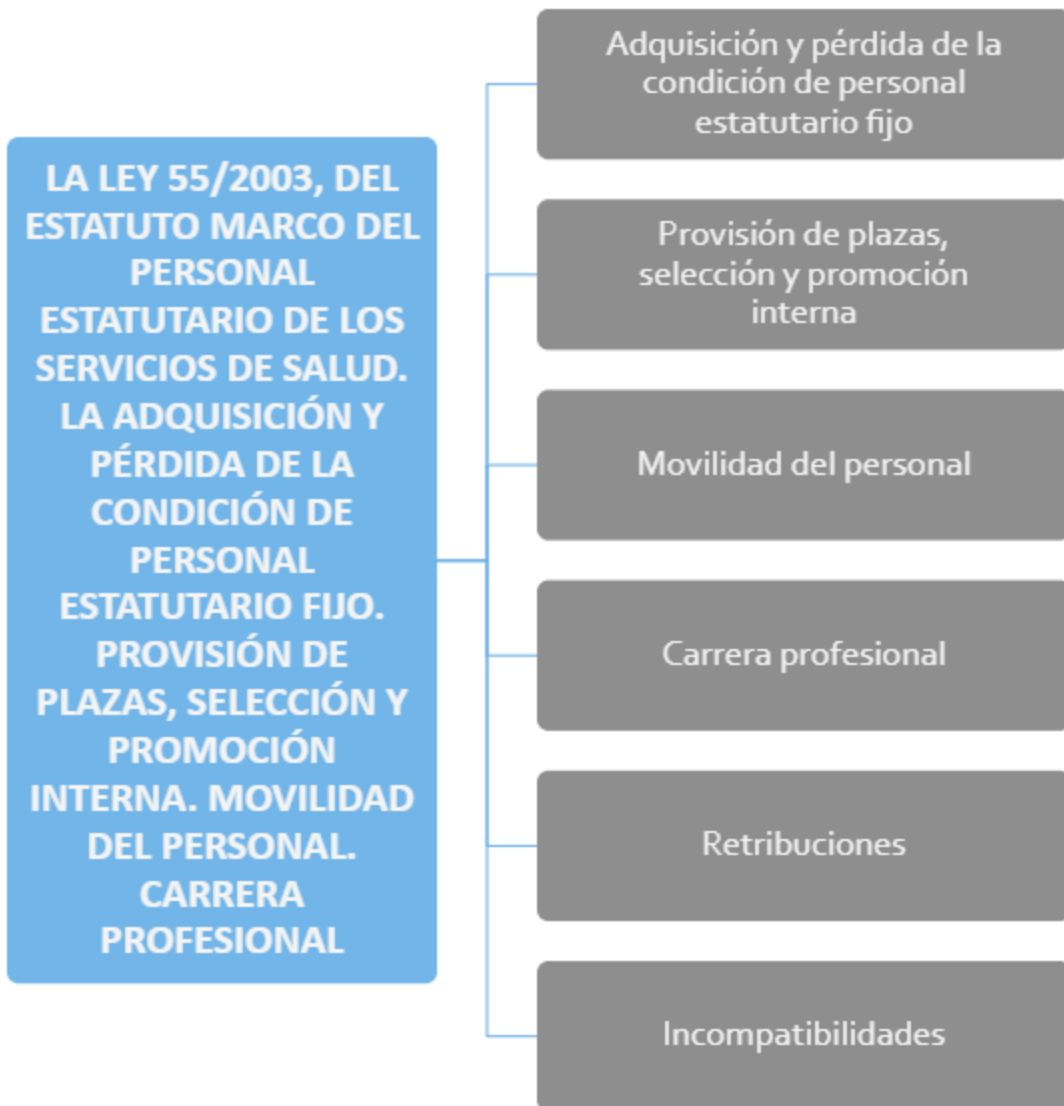 LA LEY 55/2003, DEL
ESTATUTO MARCO DEL
PERSONAL
ESTATUTARIO DE LOS
SERVICIOS DE SALUD.
LA ADQUISICIÓN Y
PÉRDIDA DE LA
CONDICIÓN DE
PERSONAL
ESTATUTARIO FIJO.
PROVISIÓN DE
PLAZAS, SELECCIÓN Y
PROMOCIÓN
INTERNA. MOVILIDAD
DEL PERSONAL.
CARRERA
PROFESIONAL
Adquisición y pérdida de la
condición de personal
estatutario fijo
Provisión de plazas,
selección y promoción
interna
Movilidad del personal
Carrera profesional
Retribuciones
Incompatibilidades